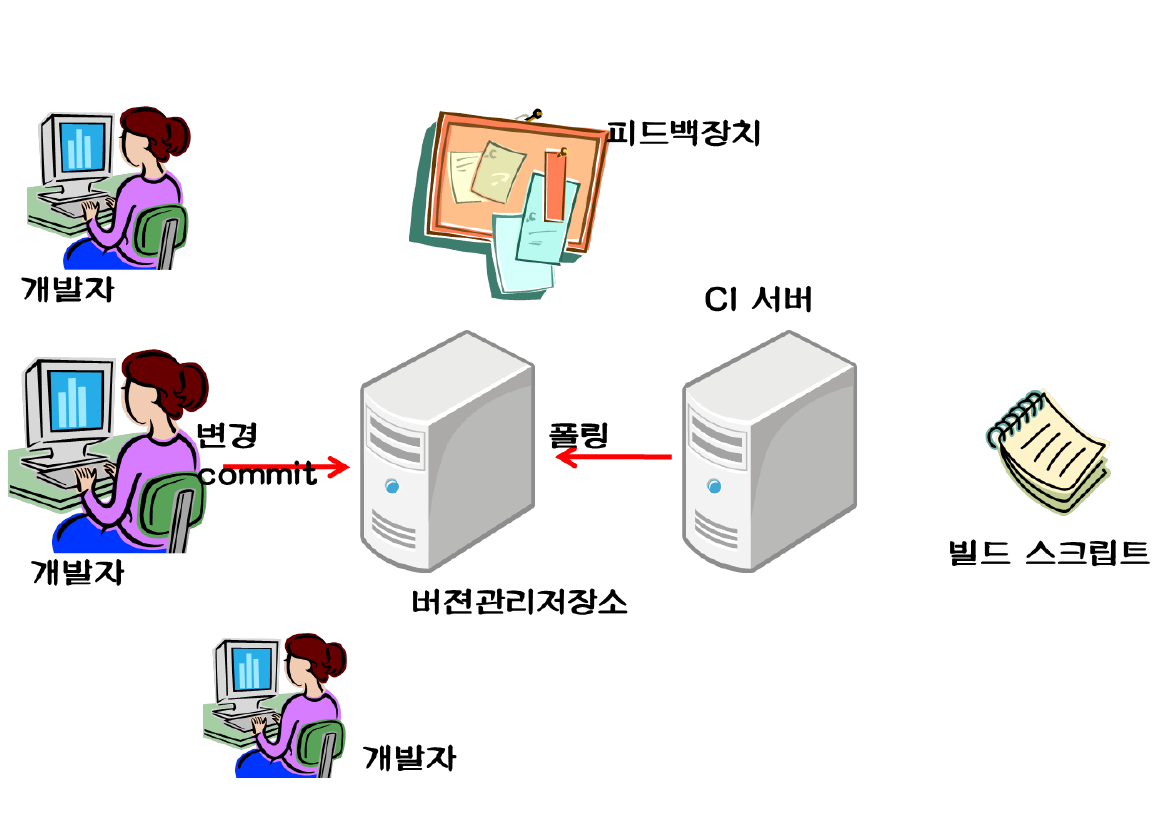 피드백장치
개발자
CI 서버
변경
commit
폴링
개발자
빌드 스크립트
버젼관리저장소
개발자